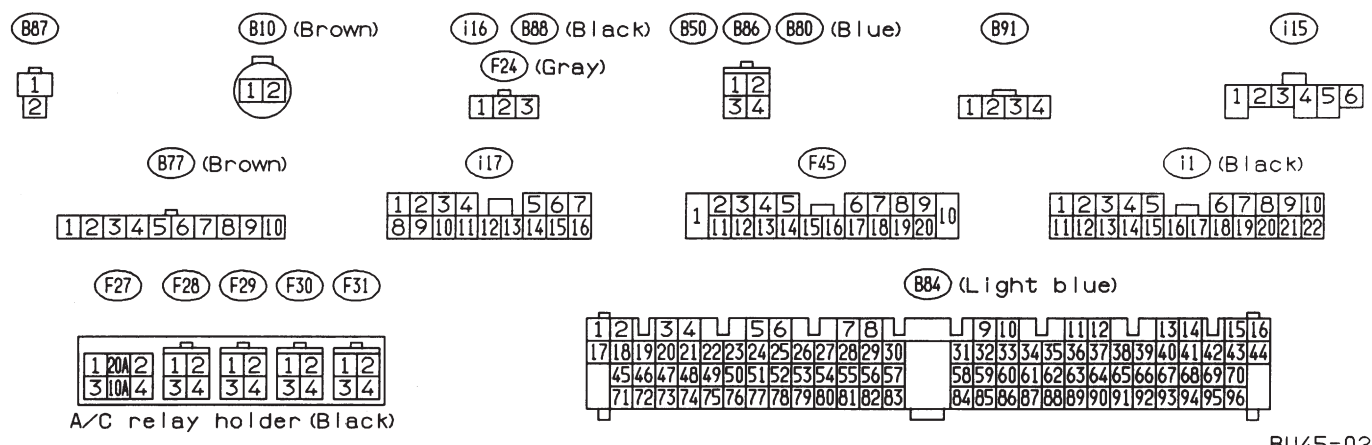 B87 B10 (Brown) i16 B88 (Black) B50 B86 B80 (Blue) B91 i15
F24 (Gray)
1
2
1 2
1 2 3
1 2
3 4
1 2 3 4
1 2 3 4 5 6
B77 (Brown) i17 F45 i1 (Black)
1 2 3 4 5 6 7 8 9 10
1 2 3 4 5 6 7
8 9 10 11 12 13 14 15 16
1 2 3 4 5 6 7 8 9 10
11 12 13 14 15 16 17 18 19 20
1 2 3 4 5 6 7 8 9 10
11 12 13 14 15 16 17 18 19 20 21 22
F27 F28 F29 F30 F31 B84 (Light blue)
1 20A 2 1 2 1 2 1 2 1 2
3 10A 4 3 4 3 4 3 4 3 4
A/C relay holder (Black)
1 2 3 4 5 6 7 8 9 10 11 12 13 14 15 16
17 18 19 20 21 22 23 24 25 26 27 28 29 30 31 32 33 34 35 36 37 38 39 40 41 42 43 44
45 46 47 48 49 50 51 52 53 54 55 56 57 58 59 60 61 62 63 64 65 66 67 68 69 70
71 72 73 74 75 76 77 78 79 80 81 82 83 84 85 86 87 88 89 90 91 92 93 94 95 96